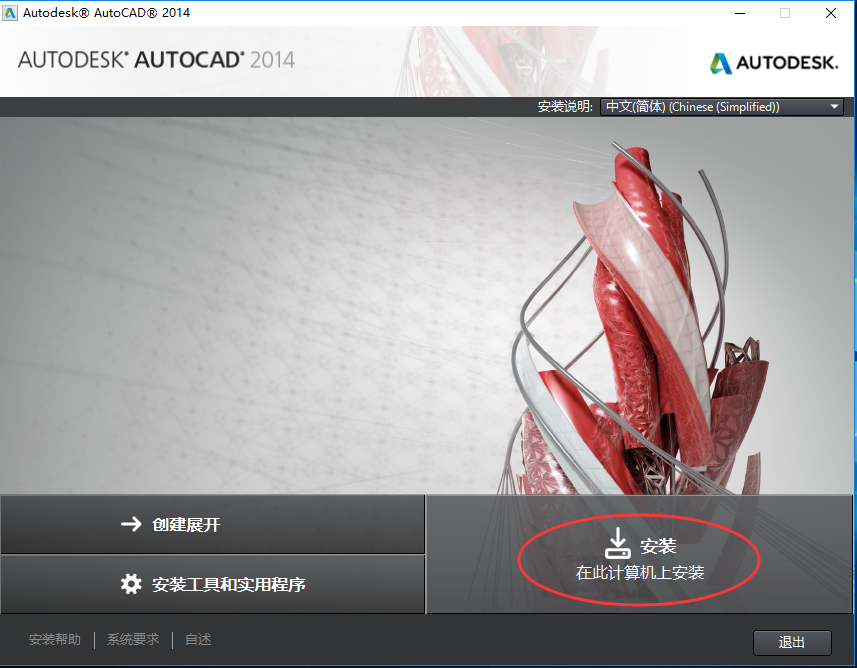 Autodesk® AutoCAD® 2014
AUTODESK® AUTOCAD® 2014
AUTODESK.
安装说明: 中文(简体) (Chinese (Simplified))
创建展开
安装
在此计算机上安装
安装工具和实用程序
安装帮助 | 系统要求 | 自述
退出